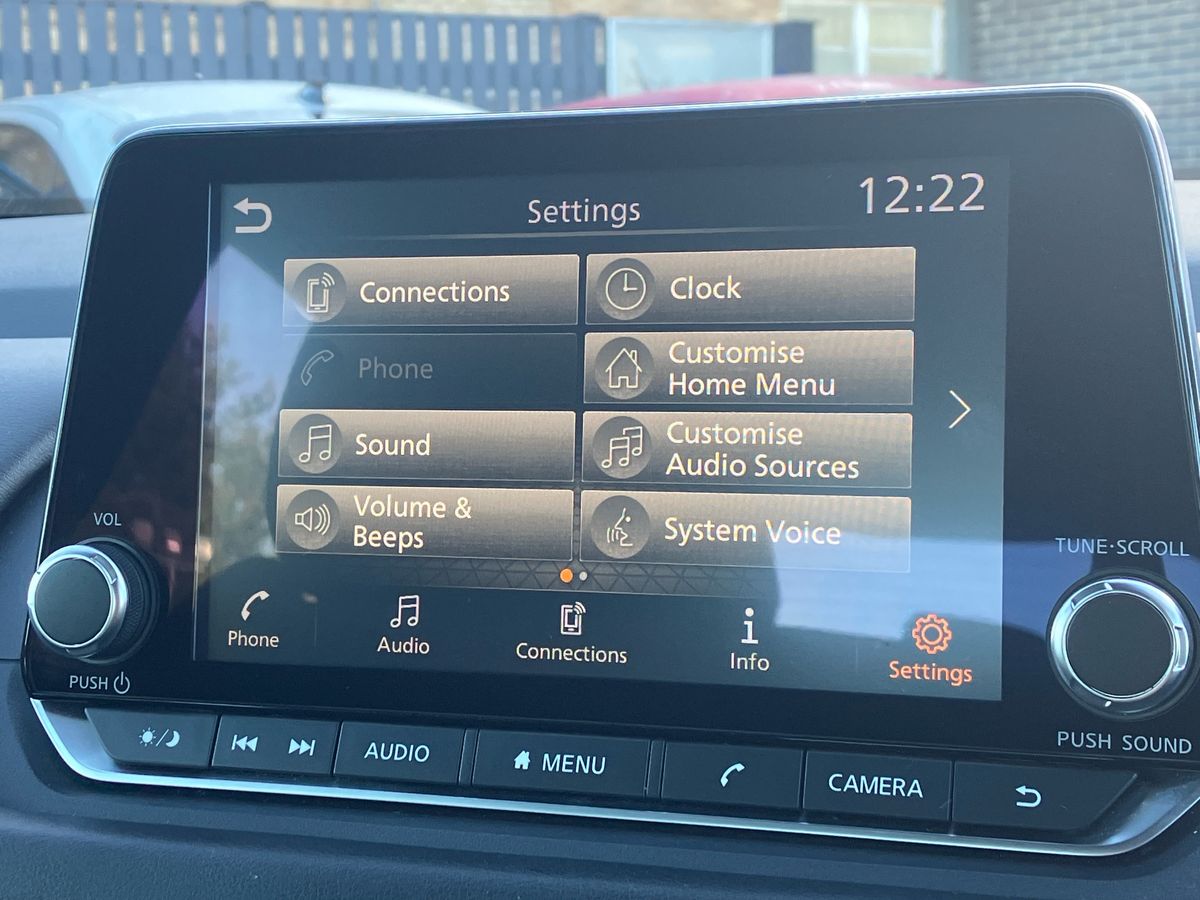 Settings
12:22
Connections
Clock
Phone
Customise
Home Menu
Sound
Customise
Audio Sources
Volume &
Beeps
System Voice
Phone
Audio
Connections
Info
Settings
VOL
PUSH
TUNE·SCROLL
PUSH SOUND
AUDIO
MENU
CAMERA